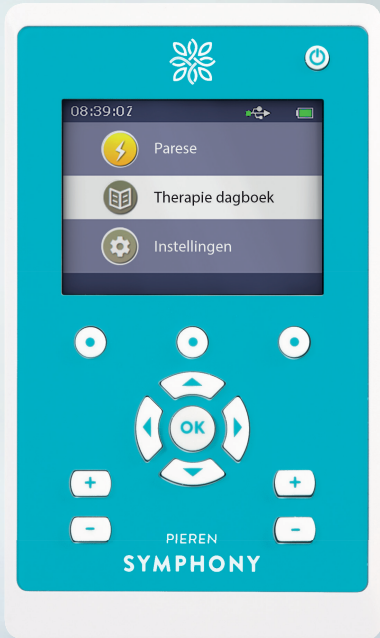 08:39:07
Parese
Therapie dagboek
Instellingen
OK
+ +
- -
PIEREN
SYMPHONY